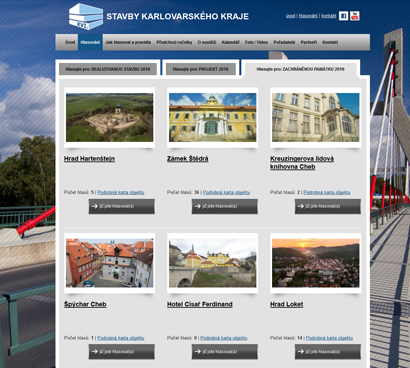 XVI.
STAVBY KARLOVARSKÉHO KRAJE
úvod | hlasování | kontakt
Úvod Hlasování Jak hlasovat a pravidla Předchozí ročníky O soutěži Kalendář Foto / Video Pořadatelé Partneři Kontakt
Hlasujte pro: REALIZOVANOU STAVBU 2016
Hlasujte pro: PROJEKT 2016
Hlasujte pro: ZACHRÁNĚNOU PAMÁTKU 2016
Hrad Hartenštejn
Zámek Štědrá
Kreuzingerova lidová knihovna Cheb
Počet hlasů: 5 | Podrobná karta objektu
Počet hlasů: 36 | Podrobná karta objektu
Počet hlasů: 2 | Podrobná karta objektu
již jste hlasoval(a)
již jste hlasoval(a)
již jste hlasoval(a)
Špýchar Cheb
Hotel Císař Ferdinand
Hrad Loket
Počet hlasů: 1 | Podrobná karta objektu
Počet hlasů: 0 | Podrobná karta objektu
Počet hlasů: 14 | Podrobná karta objektu
již jste hlasoval(a)
již jste hlasoval(a)
již jste hlasoval(a)